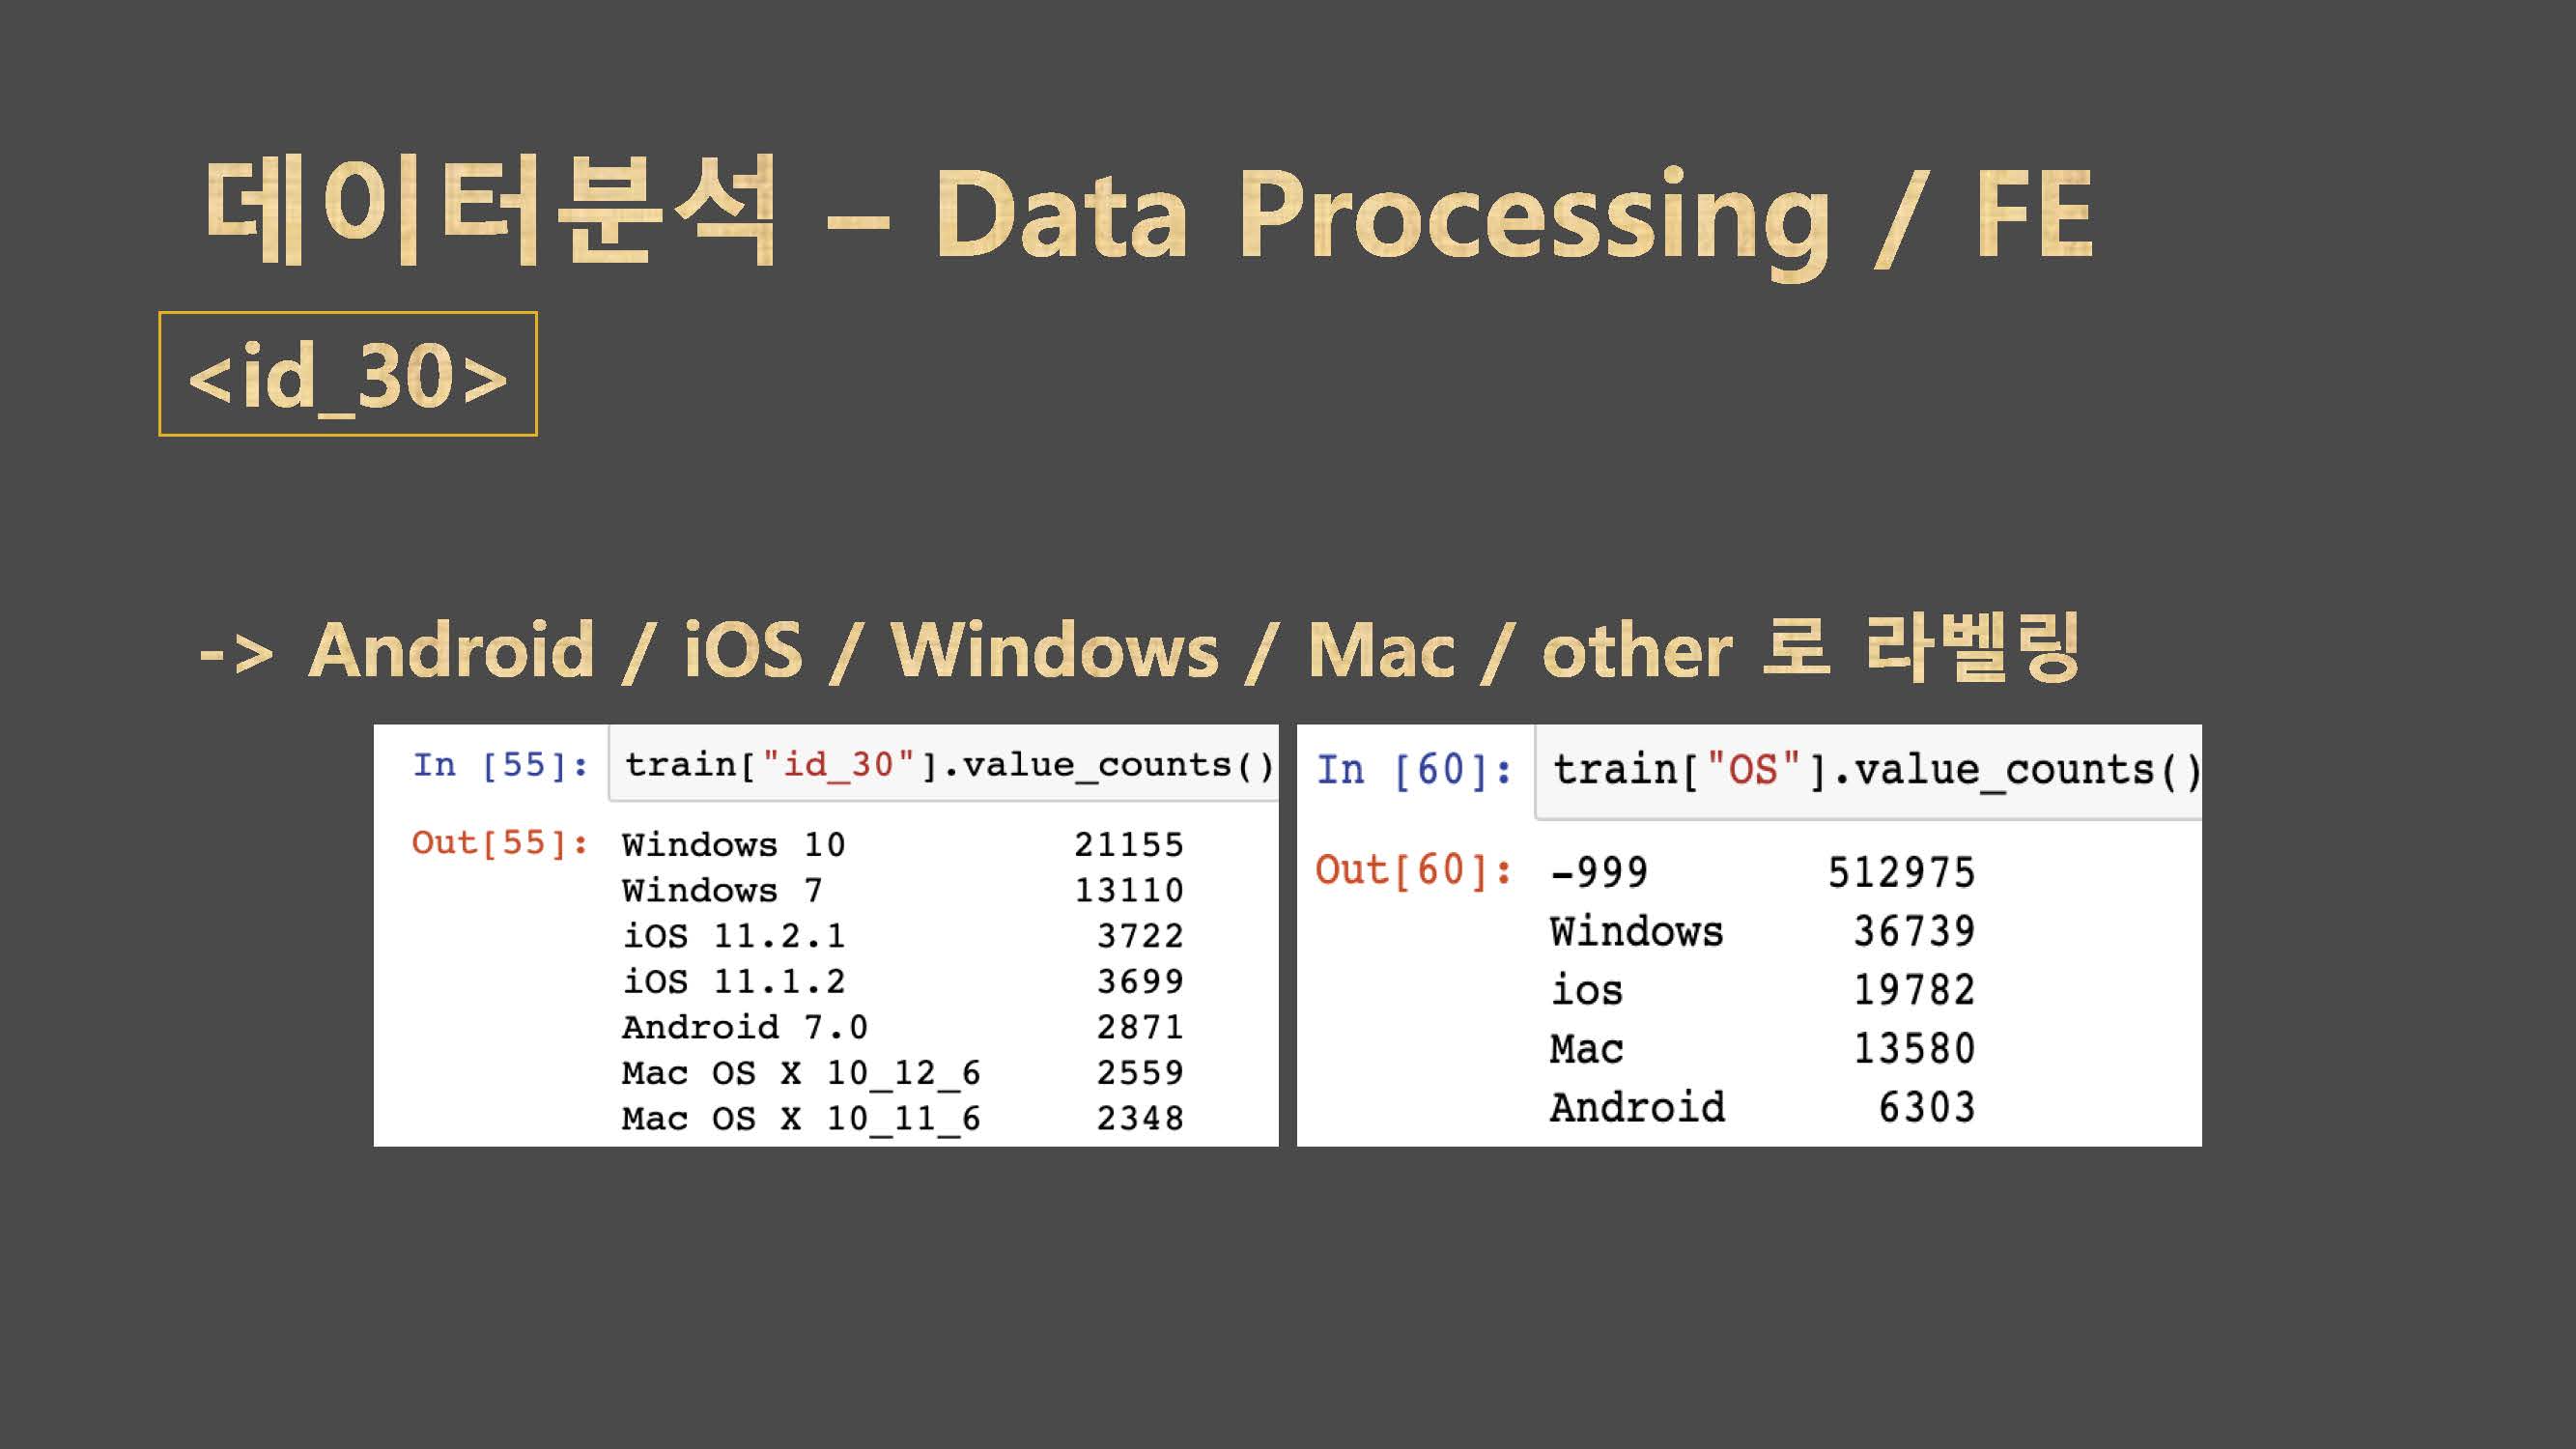 데이터분석 – Data Processing / FE
<id_30>
-> Android / iOS / Windows / Mac / other 로 라벨링
In [55]: train["id_30"].value_counts()
Out[55]: Windows 10 21155
Windows 7 13110
iOS 11.2.1 3722
iOS 11.1.2 3699
Android 7.0 2871
Mac OS X 10_12_6 2559
Mac OS X 10_11_6 2348
In [60]: train["OS"].value_counts()
Out[60]: -999 512975
Windows 36739
ios 19782
Mac 13580
Android 6303